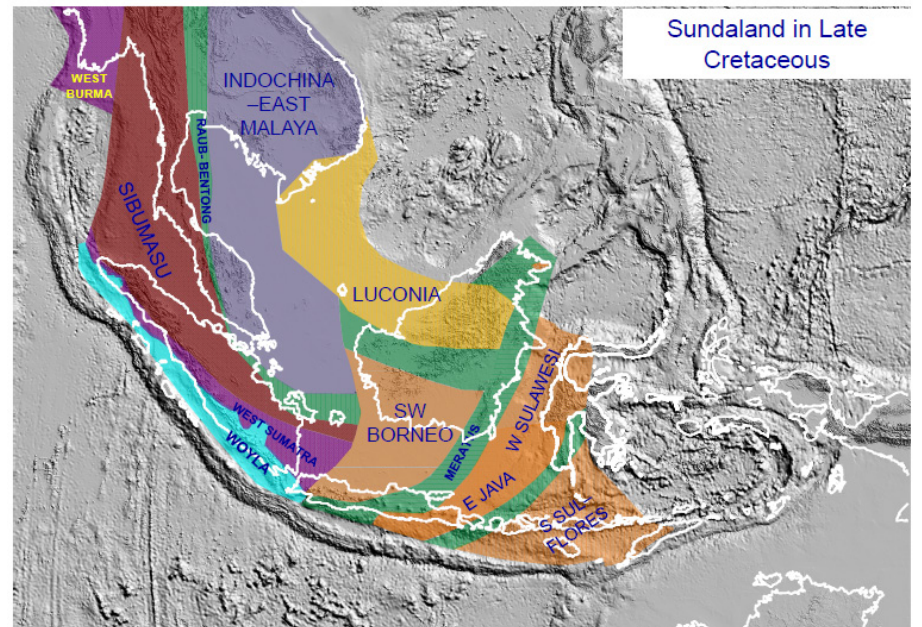 Sundaland in Late
Cretaceous
WEST
BURMA
INDOCHINA
–EAST
MALAYA
RAUB- BENTONG
SIBUMASU
LUCONIA
SW
BORNEO
MERATUS
W SULAWESI
WEST SUMATRA
WOYLA
E JAVA
S SUL–
FLORES